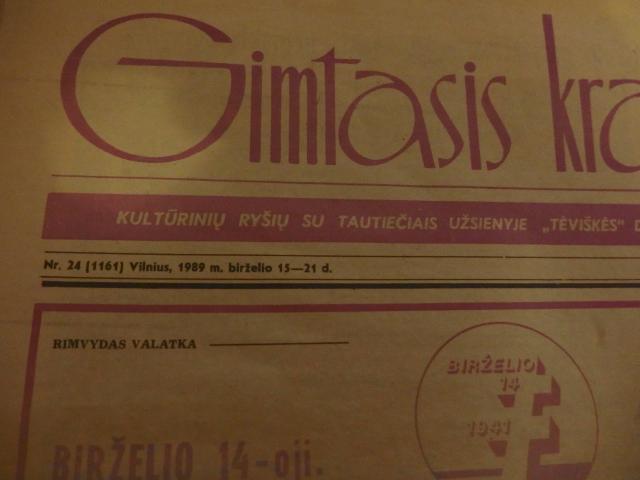 Gimtasis kra
KULTŪRINIŲ RYŠIŲ SU TAUTIEČIAIS UŽSIENYJE „TĖVIŠKĖS" D
Nr. 24 [1161] Vilnius, 1989 m. birželio 15—21 d.
RIMVYDAS VALATKA
BIRŽELIO
14
1941
BIRŽELIO 14-oji.